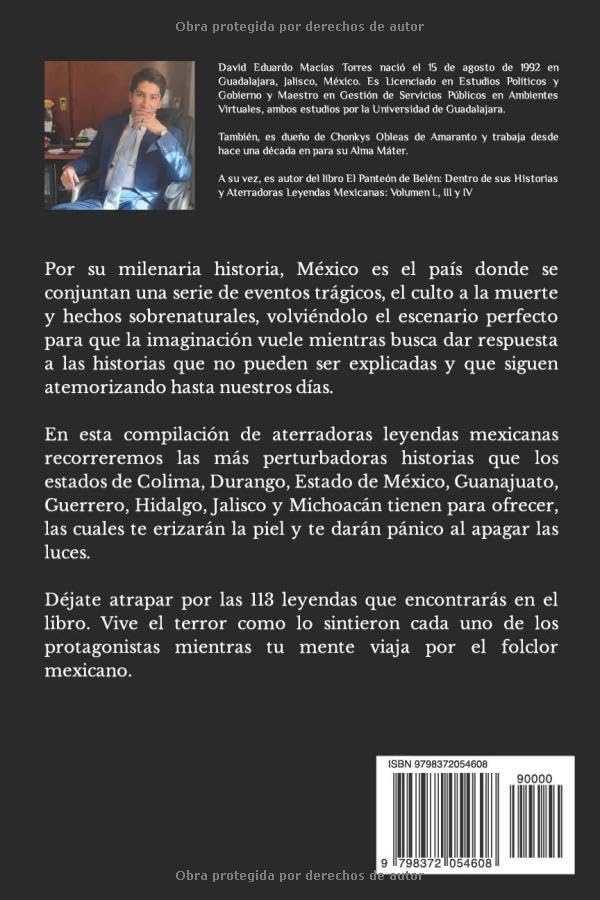 Obra protegida por derechos de autor
David Eduardo Macías Torres nació el 15 de agosto de 1992 en
Guadalajara, Jalisco, México. Es Licenciado en Estudios Políticos y
Gobierno y Maestro en Gestión de Servicios Públicos en Ambientes
Virtuales, ambos estudios por la Universidad de Guadalajara.
También, es dueño de Chonkys Obleas de Amaranto y trabaja desde
hace una década en para su Alma Máter.
A su vez, es autor del libro El Panteón de Belén: Dentro de sus Historias
y Aterradoras Leyendas Mexicanas: Volumen I., III y IV
Por su milenaria historia, México es el país donde se
conjuntan una serie de eventos trágicos, el culto a la muerte
y hechos sobrenaturales, volviéndolo el escenario perfecto
para que la imaginación vuele mientras busca dar respuesta
a las historias que no pueden ser explicadas y que siguen
atemorizando hasta nuestros días.
En esta compilación de aterradoras leyendas mexicanas
recorreremos las más perturbadoras historias que los
estados de Colima, Durango, Estado de México, Guanajuato,
Guerrero, Hidalgo, Jalisco y Michoacán tienen para ofrecer,
las cuales te erizarán la piel y te darán pánico al apagar las
luces.
Déjate atrapar por las 113 leyendas que encontrarás en el
libro. Vive el terror como lo sintieron cada uno de los
protagonistas mientras tu mente viaja por el folclor
mexicano.
ISBN 9798372054608
90000
9 798372 054608
Obra protegida por derechos de autor